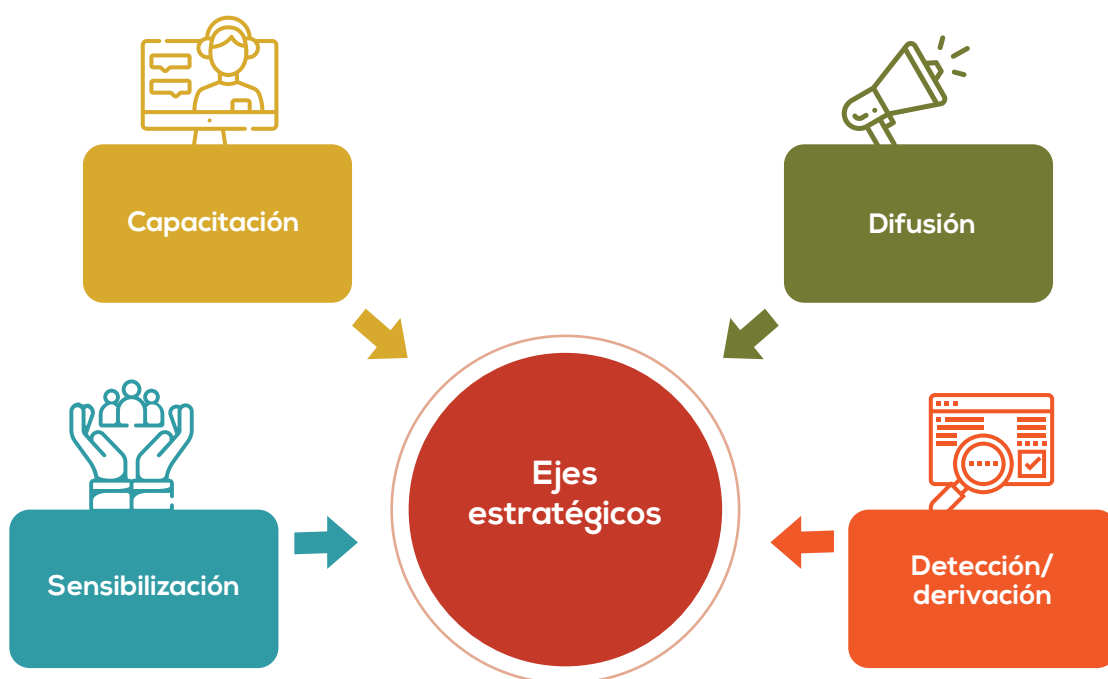 Capacitación
Difusión
Ejes
estratégicos
Sensibilización
Detección/
derivación